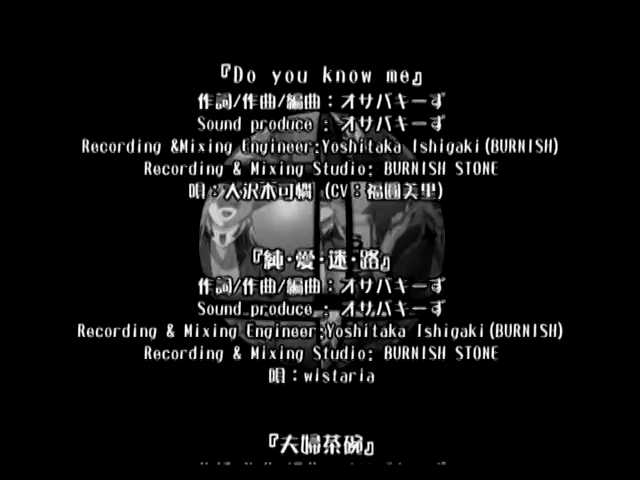 『Do you know me』
作詞/作曲/編曲：オサバキーず
Sound produce : オサバキーず
Recording &Mixing Engineer:Yoshitaka Ishigaki(BURNISH)
Recording & Mixing Studio: BURNISH STONE
唄：人沢木可憫 (CV：福圓美里)
『純・愛・迷・路』
作詞/作曲/編曲：オサバキーず
Sound produce : オサバキーず
Recording & Mixing Engineer:Yoshitaka Ishigaki(BURNISH)
Recording & Mixing Studio: BURNISH STONE
唄：wistaria
『夫婦茶碗』